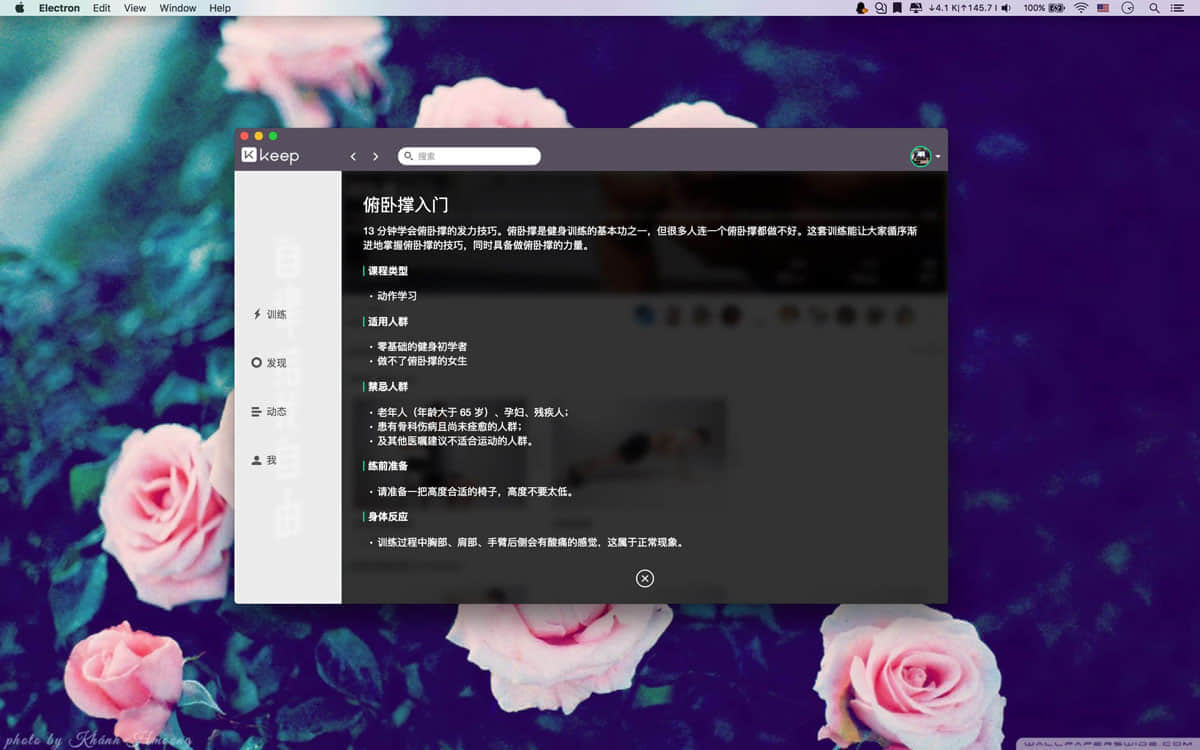 Electron Edit View Window Help
↓4.1 K|↑145.7 | 100%
keep
搜索
俯卧撑入门
13 分钟学会俯卧撑的发力技巧。俯卧撑是健身训练的基本功之一，但很多人连一个俯卧撑都做不好。这套训练能让大家循序渐
进地掌握俯卧撑的技巧，同时具备做俯卧撑的力量。
课程类型
· 动作学习
适用人群
· 零基础的健身初学者
· 做不了俯卧撑的女生
禁忌人群
· 老年人（年龄大于 65 岁）、孕妇、残疾人；
· 患有骨科伤病且尚未痊愈的人群；
· 及其他医嘱建议不适合运动的人群。
练前准备
· 请准备一把高度合适的椅子，高度不要太低。
身体反应
· 训练过程中胸部、肩部、手臂后侧会有酸痛的感觉，这属于正常现象。
训练
发现
动态
我
自律给我自由
photo by Khánh Hmoong
WALLPAPERSWIDE.COM